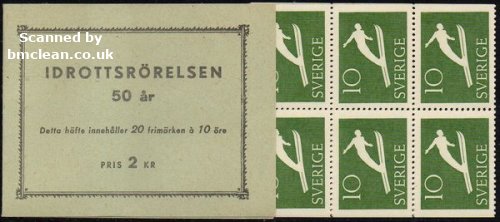 Scanned by
bmclean.co.uk
IDROTTSRÖRELSEN
50 år
Detta häfte innehåller 20 frimärken à 10 öre
PRIS 2 KR
10 SVERIGE
10 SVERIGE
10 SVERIGE
10 SVERIGE
10 SVERIGE
10 SVERIGE